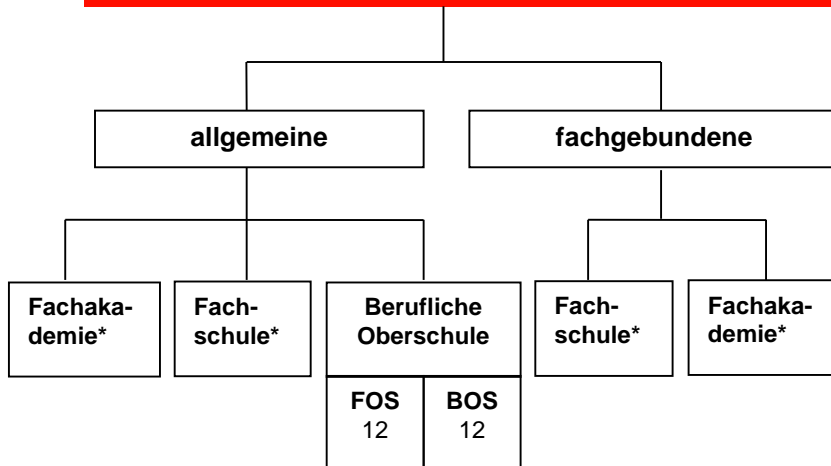 allgemeine
fachgebundene
Fachaka-
demie*
Fach-
schule*
Berufliche
Oberschule
Fach-
schule*
Fachaka-
demie*
FOS
12
BOS
12